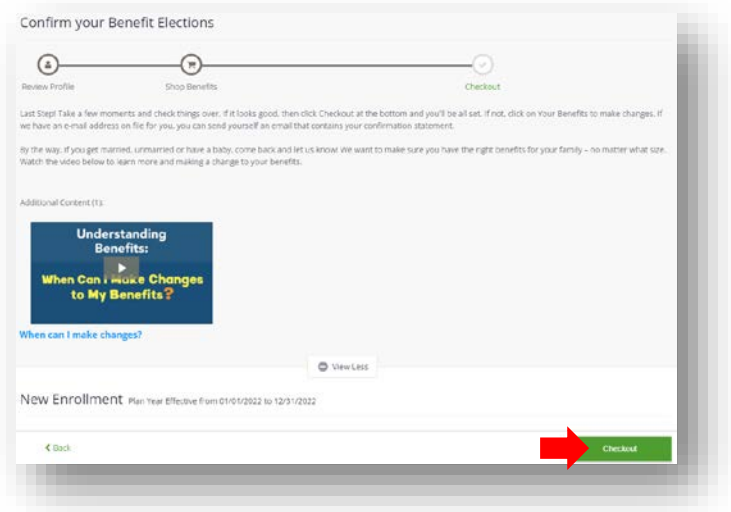 Confirm your Benefit Elections
Review Profile
Shop Benefits
Checkout
Last Step! Take a few moments and check things over, if it looks good, then click Checkout at the bottom and you'll be all set. If not, click on Your Benefits to make changes. If
we have an e-mail address on file for you, you can send yourself an email that contains your confirmation statement.
By the way, if you get married, unmarried or have a baby, come back and let us know! We want to make sure you have the right benefits for your family – no matter what size.
Watch the video below to learn more and making a change to your benefits.
Additional Content (1):
Understanding
Benefits:
When Can I Make Changes
to My Benefits?
When can I make changes?
View Less
New Enrollment Plan Year Effective from 01/01/2022 to 12/31/2022
Back
Checkout